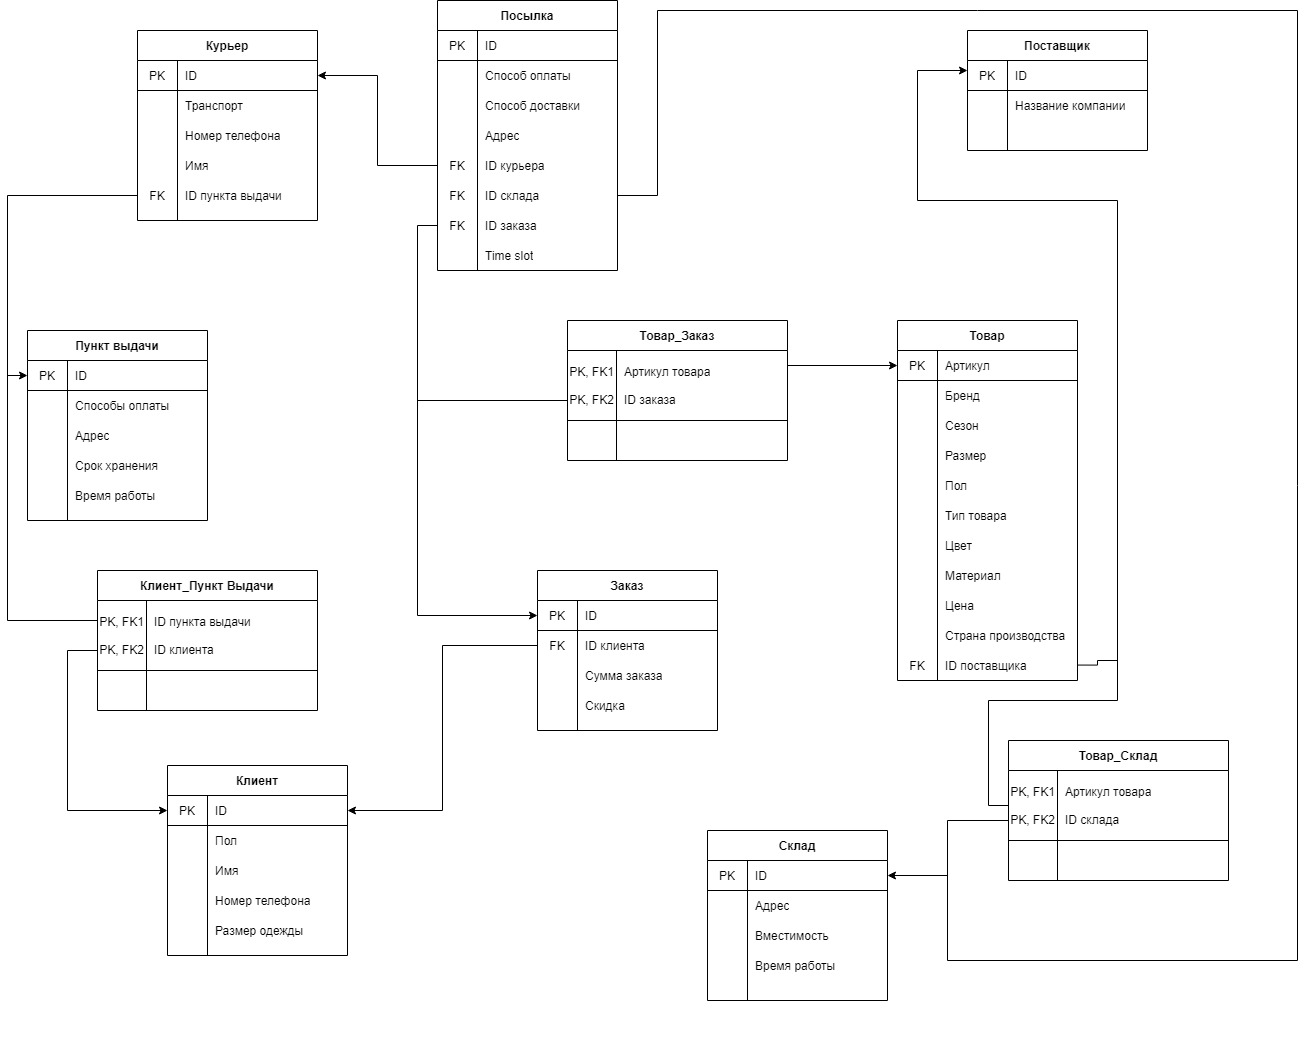 Посылка
PK ID
Способ оплаты
Способ доставки
Адрес
FK ID курьера
FK ID склада
FK ID заказа
Time slot
Курьер
PK ID
Транспорт
Номер телефона
Имя
FK ID пункта выдачи
Поставщик
PK ID
Название компании
Пункт выдачи
PK ID
Способы оплаты
Адрес
Срок хранения
Время работы
Товар_Заказ
PK, FK1 Артикул товара
PK, FK2 ID заказа
Товар
PK Артикул
Бренд
Сезон
Размер
Пол
Тип товара
Цвет
Материал
Цена
Страна производства
FK ID поставщика
Клиент_Пункт Выдачи
PK, FK1 ID пункта выдачи
PK, FK2 ID клиента
Заказ
PK ID
FK ID клиента
Сумма заказа
Скидка
Клиент
PK ID
Пол
Имя
Номер телефона
Размер одежды
Товар_Склад
PK, FK1 Артикул товара
PK, FK2 ID склада
Склад
PK ID
Адрес
Вместимость
Время работы